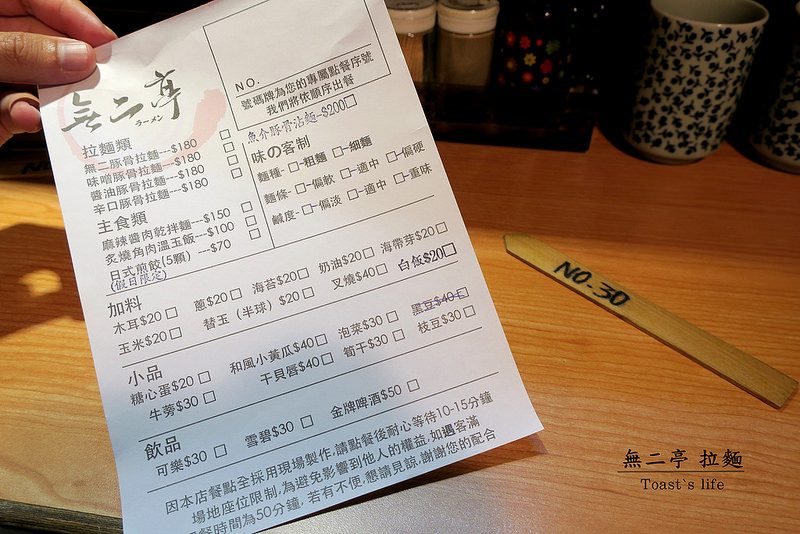 無二亭
ラーメン
NO.
號碼牌為您的專屬點餐序號
我們將依順序出餐
拉麵類
無二豚骨拉麵---$180
味噌豚骨拉麵---$180
醬油豚骨拉麵---$180
辛口豚骨拉麵---$180
魚介豚骨沾麵-$200
味の客制
麵種-□-粗麵 □-細麵
麵條-□-偏軟 □-適中 □-偏硬
鹹度-□-偏淡 □-適中 □-重味
主食類
麻辣醬肉乾拌麵---$150
炙燒角肉溫玉飯---$100
日式煎餃(5顆) ---$70
(假日限定)
加料
木耳$20 蔥$20 海苔$20 奶油$20 海帶芽$20
玉米$20 替玉(半球)$20 叉燒$40 白飯$20
小品
糖心蛋$20 和風小黃瓜$40 泡菜$30 黑豆$40
牛蒡$30 干貝唇$40 筍干$30 枝豆$30
飲品
可樂$30 雪碧$30 金牌啤酒$50
因本店餐點全採用現場製作,請點餐後耐心等待10-15分鐘
場地座位限制,為避免影響到他人的權益,如遇客滿
餐時間為50分鐘, 若有不便,懇請見諒,謝謝您的配合
NO.30
無二亭 拉麵
Toast`s life